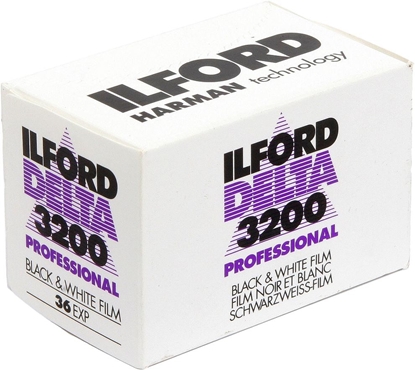 ILFORD
HARMAN technology
ILFORD
DELTA
3200
PROFESSIONAL
BLACK & WHITE FILM
36 EXP
ILFORD
DELTA
3200
PROFESSIONAL
BLACK & WHITE FILM
FILM NOIR ET BLANC
SCHWARZWEISS-FILM